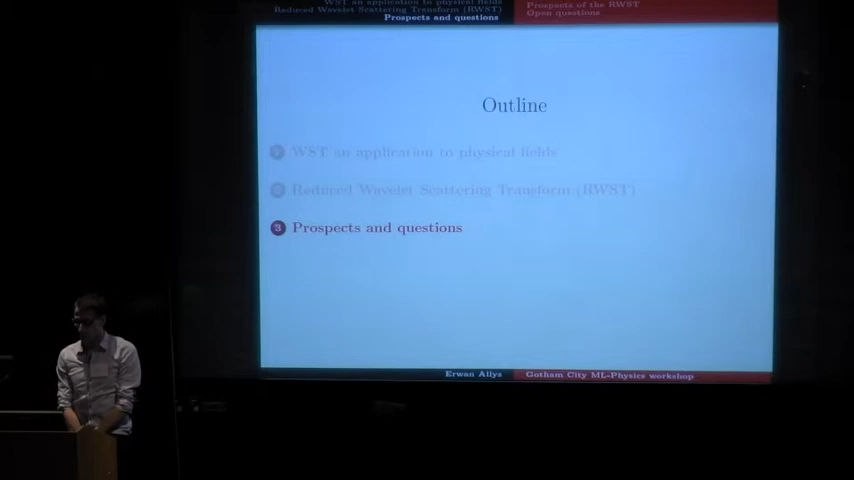 WST an application to physical fields
Reduced Wavelet Scattering Transform (RWST)
Prospects and questions
Prospects of the RWST
Open questions
Outline
1 WST an application to physical fields
2 Reduced Wavelet Scattering Transform (RWST)
3 Prospects and questions
Erwan Allys
Gotham City ML-Physics workshop